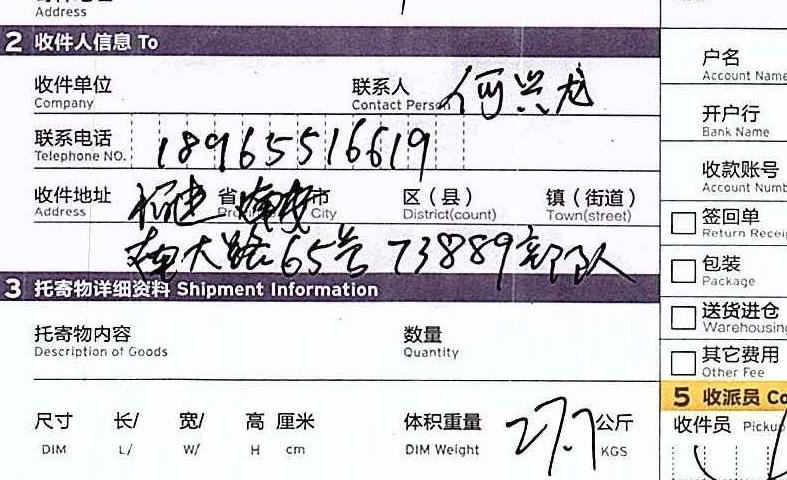 Address
2 收件人信息 To
收件单位 联系人 何兴龙
Company Contact Person
联系电话 18965516619
Telephone NO.
收件地址 福建 省 市 区（县） 镇（街道）
Address Province City District(count) Town(street)
大路65号 73889部队
3 托寄物详细资料 Shipment Information
托寄物内容 数量
Description of Goods Quantity
尺寸 长/ 宽/ 高 厘米 体积重量 27.7 公斤
DIM L/ W/ H cm DIM Weight KGS
户名
Account Name
开户行
Bank Name
收款账号
Account Numb
签回单
Return Recei
包装
Package
送货进仓
Warehousing
其它费用
Other Fee
5 收派员 Co
收件员 Pickup